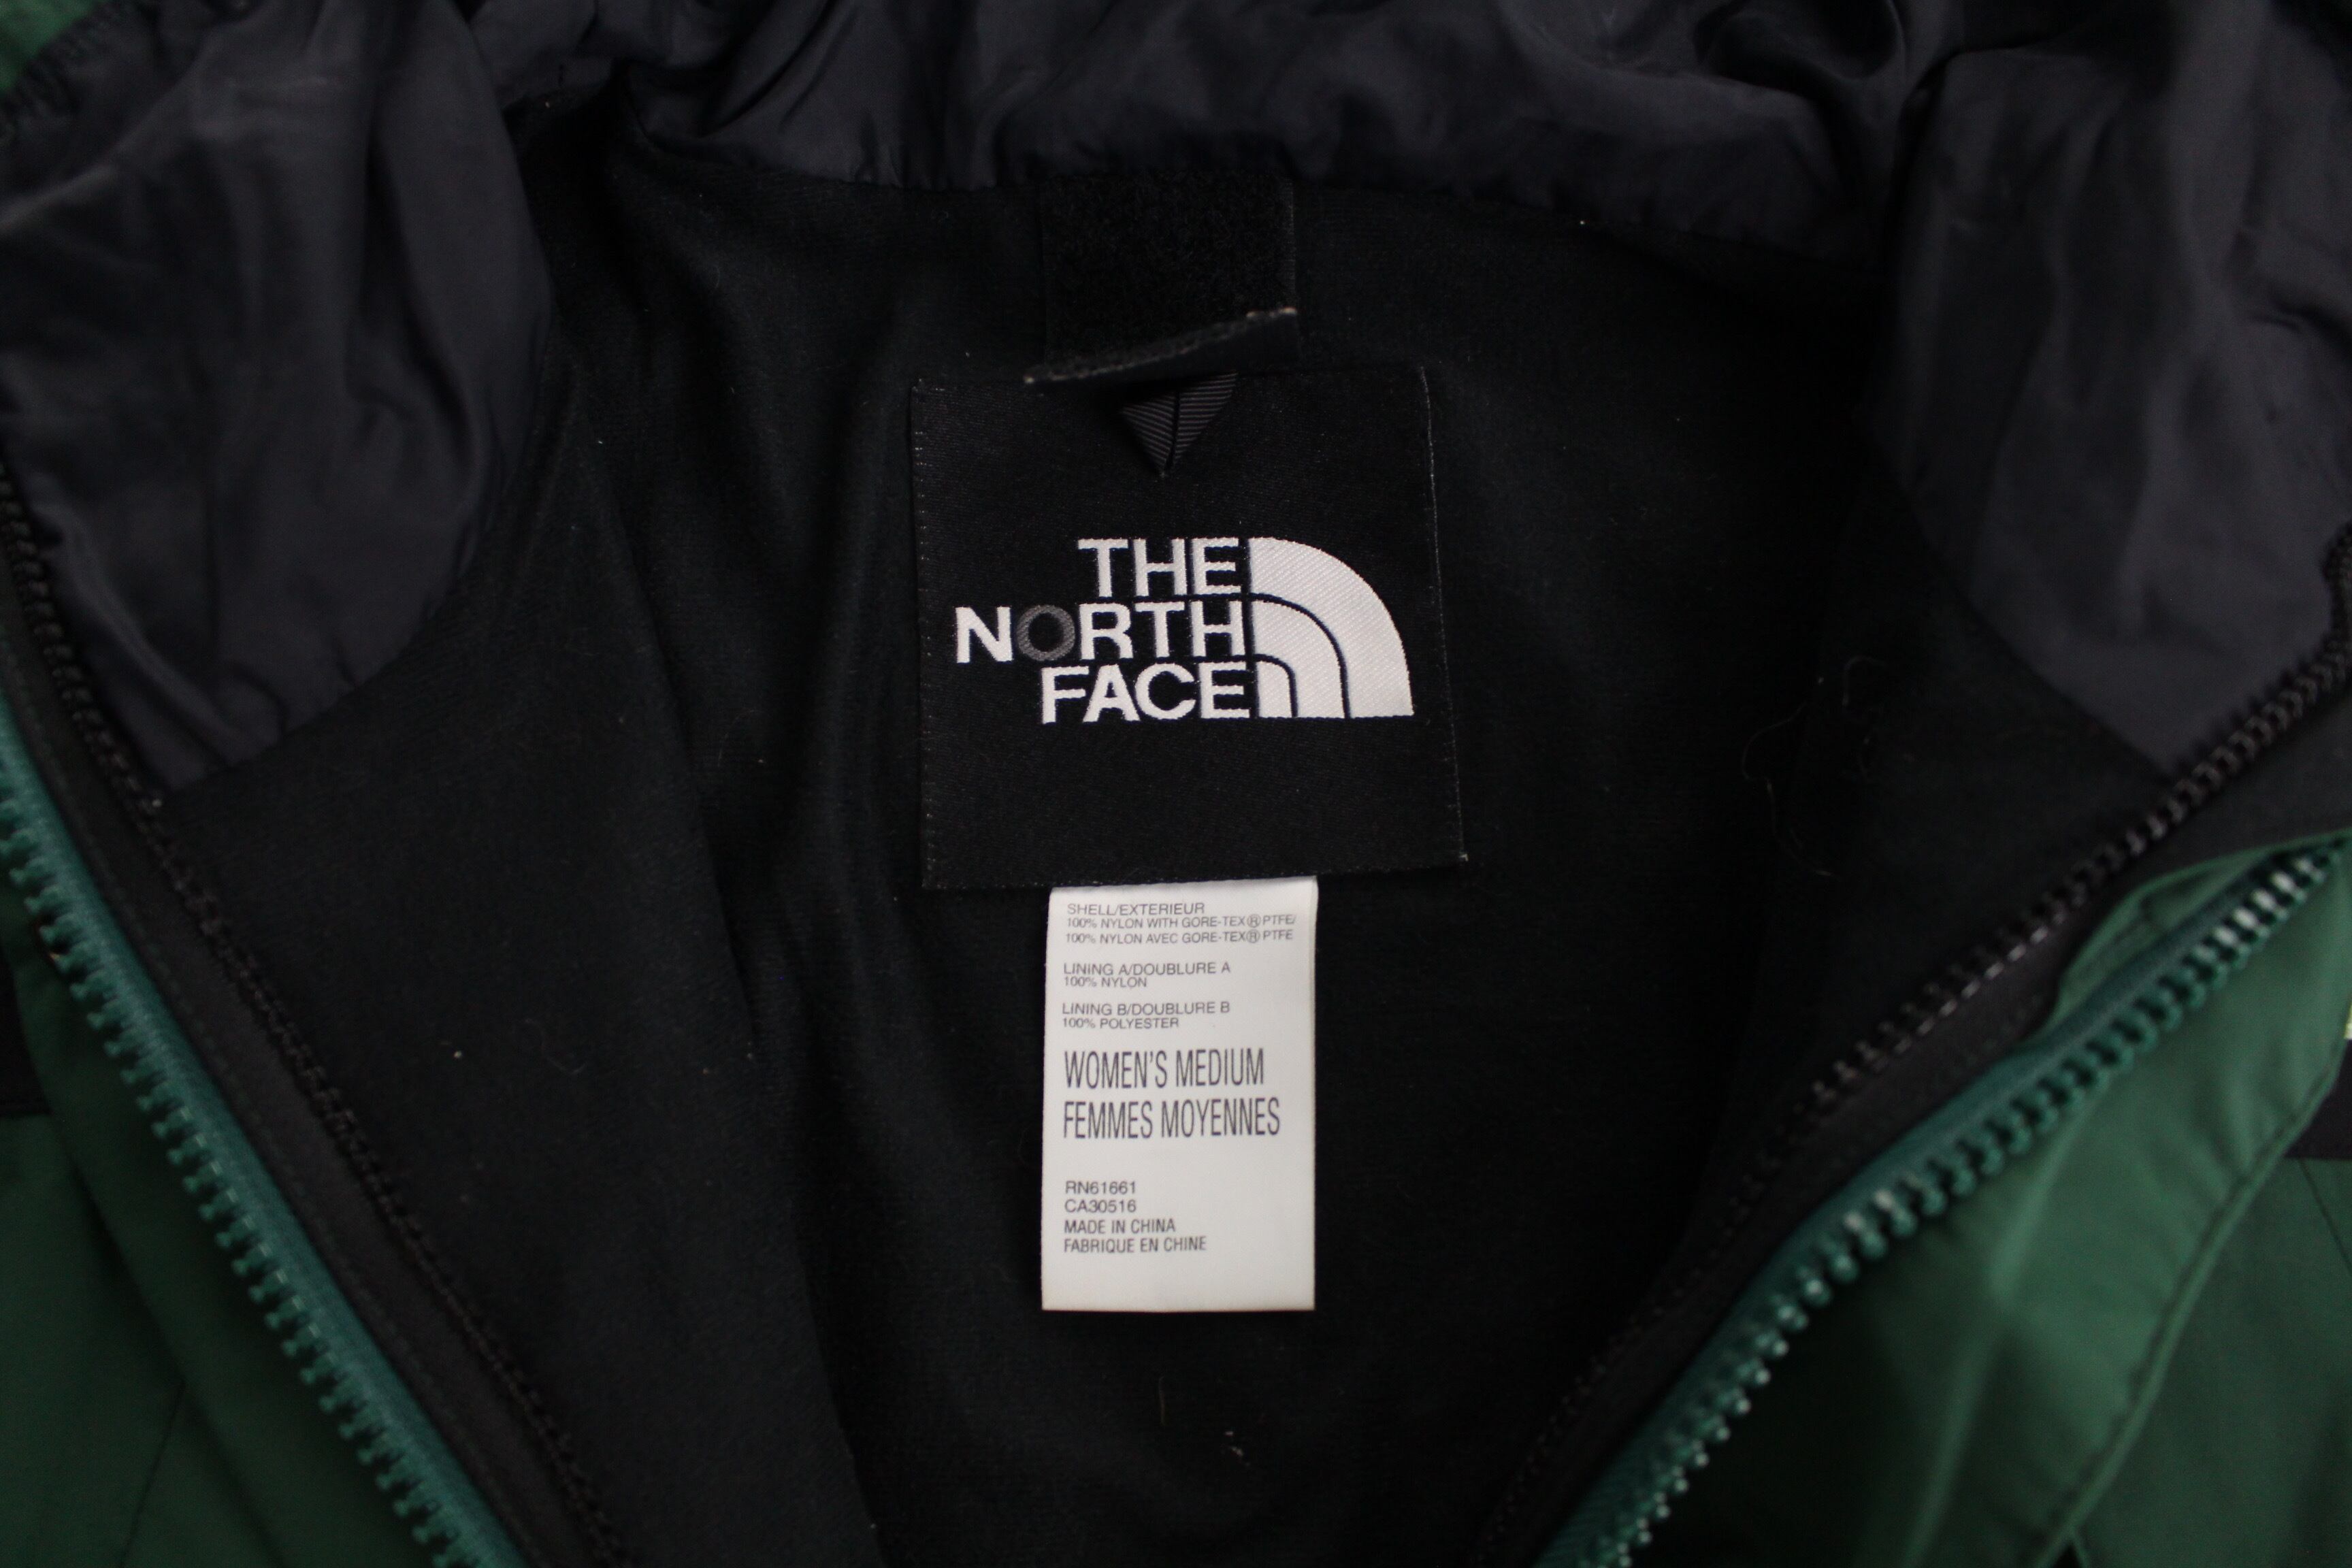 THE
NORTH
FACE
SHELL/EXTERIEUR
100% NYLON WITH GORE-TEX® PTFE/
100% NYLON AVEC GORE-TEX® PTFE
LINING A/DOUBLURE A
100% NYLON
LINING B/DOUBLURE B
100% POLYESTER
WOMEN'S MEDIUM
FEMMES MOYENNES
RN61661
CA30516
MADE IN CHINA
FABRIQUE EN CHINE